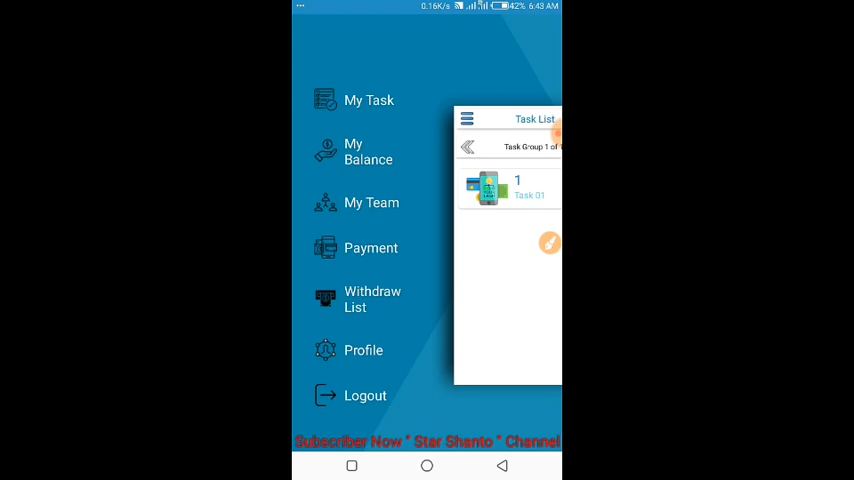 0.16K/s 42% 6:43 AM
My Task
My
Balance
My Team
Payment
Withdraw
List
Profile
Logout
Task List
Task Group 1 of
1
Task 01
Subscriber Now " Star Shanto " Channel